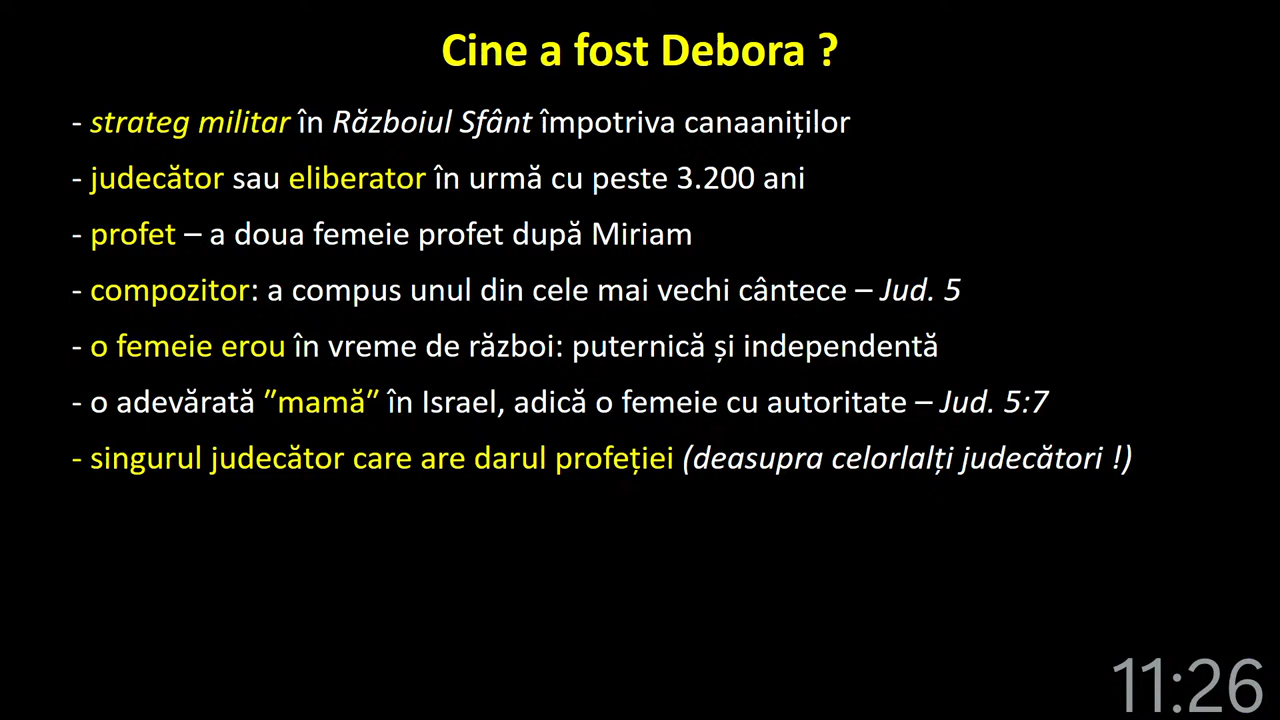 Cine a fost Debora ?
- strateg militar în Războiul Sfânt împotriva canaaniților
- judecător sau eliberator în urmă cu peste 3.200 ani
- profet – a doua femeie profet după Miriam
- compozitor: a compus unul din cele mai vechi cântece – Jud. 5
- o femeie erou în vreme de război: puternică și independentă
- o adevărată ”mamă” în Israel, adică o femeie cu autoritate – Jud. 5:7
- singurul judecător care are darul profeției (deasupra celorlalți judecători !)
11:26